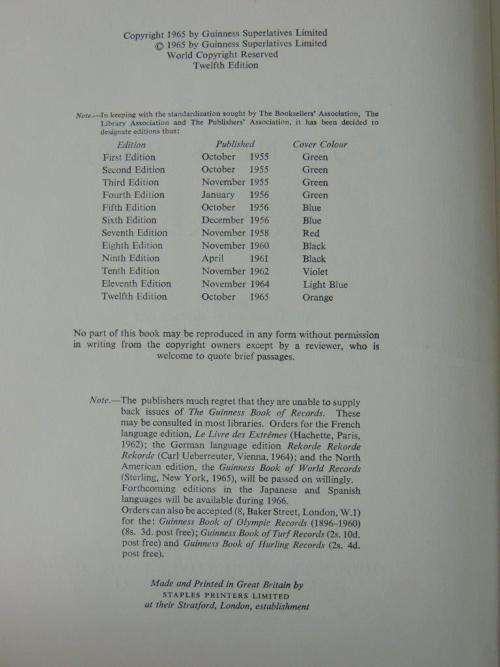 Copyright 1965 by Guinness Superlatives Limited
© 1965 by Guinness Superlatives Limited
World Copyright Reserved
Twelfth Edition
Note.—In keeping with the standardization sought by The Booksellers' Association, The
Library Association and The Publishers' Association, it has been decided to
designate editions thus:
Edition Published Cover Colour
First Edition October 1955 Green
Second Edition October 1955 Green
Third Edition November 1955 Green
Fourth Edition January 1956 Green
Fifth Edition October 1956 Blue
Sixth Edition December 1956 Blue
Seventh Edition November 1958 Red
Eighth Edition November 1960 Black
Ninth Edition April 1961 Black
Tenth Edition November 1962 Violet
Eleventh Edition November 1964 Light Blue
Twelfth Edition October 1965 Orange
No part of this book may be reproduced in any form without permission
in writing from the copyright owners except by a reviewer, who is
welcome to quote brief passages.
Note.—The publishers much regret that they are unable to supply
back issues of The Guinness Book of Records. These
may be consulted in most libraries. Orders for the French
language edition, Le Livre des Extrêmes (Hachette, Paris,
1962); the German language edition Rekorde Rekorde
Rekorde (Carl Ueberreuter, Vienna, 1964); and the North
American edition, the Guinness Book of World Records
(Sterling, New York, 1965), will be passed on willingly.
Forthcoming editions in the Japanese and Spanish
languages will be available during 1966.
Orders can also be accepted (8, Baker Street, London, W.1)
for the: Guinness Book of Olympic Records (1896-1960)
(8s. 3d. post free); Guinness Book of Turf Records (2s. 10d.
post free) and Guinness Book of Hurling Records (2s. 4d.
post free).
Made and Printed in Great Britain by
STAPLES PRINTERS LIMITED
at their Stratford, London, establishment